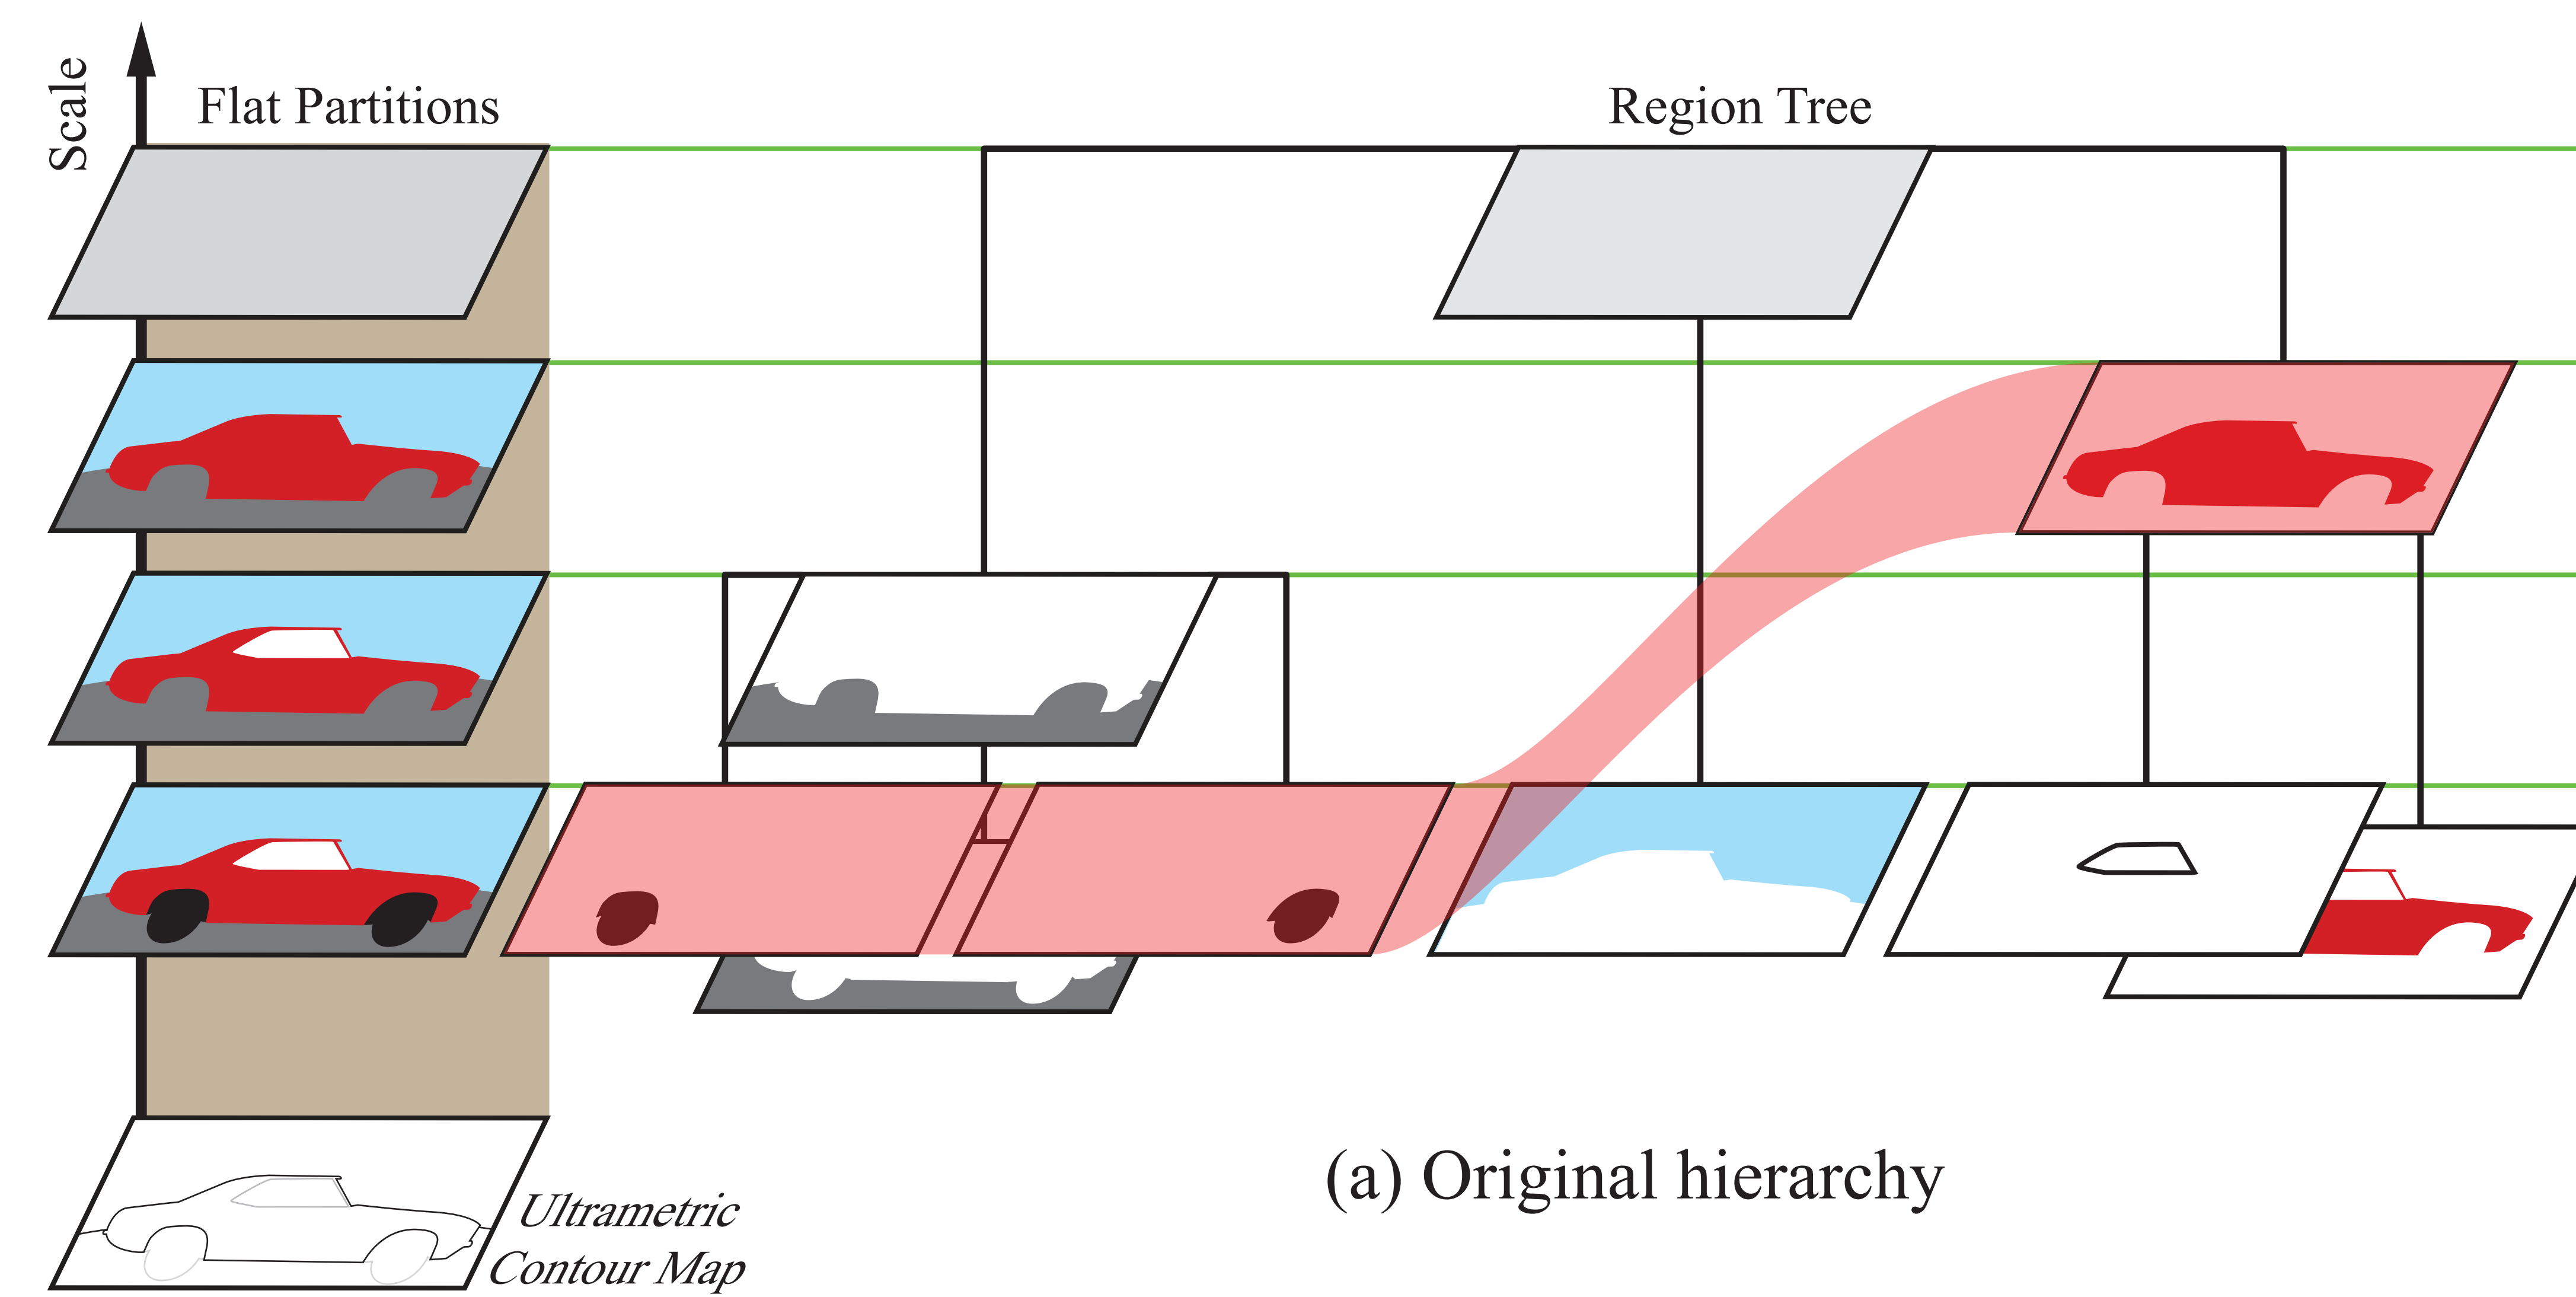 Scale
Flat Partitions
Region Tree
(a) Original hierarchy
Ultrametric
Contour Map